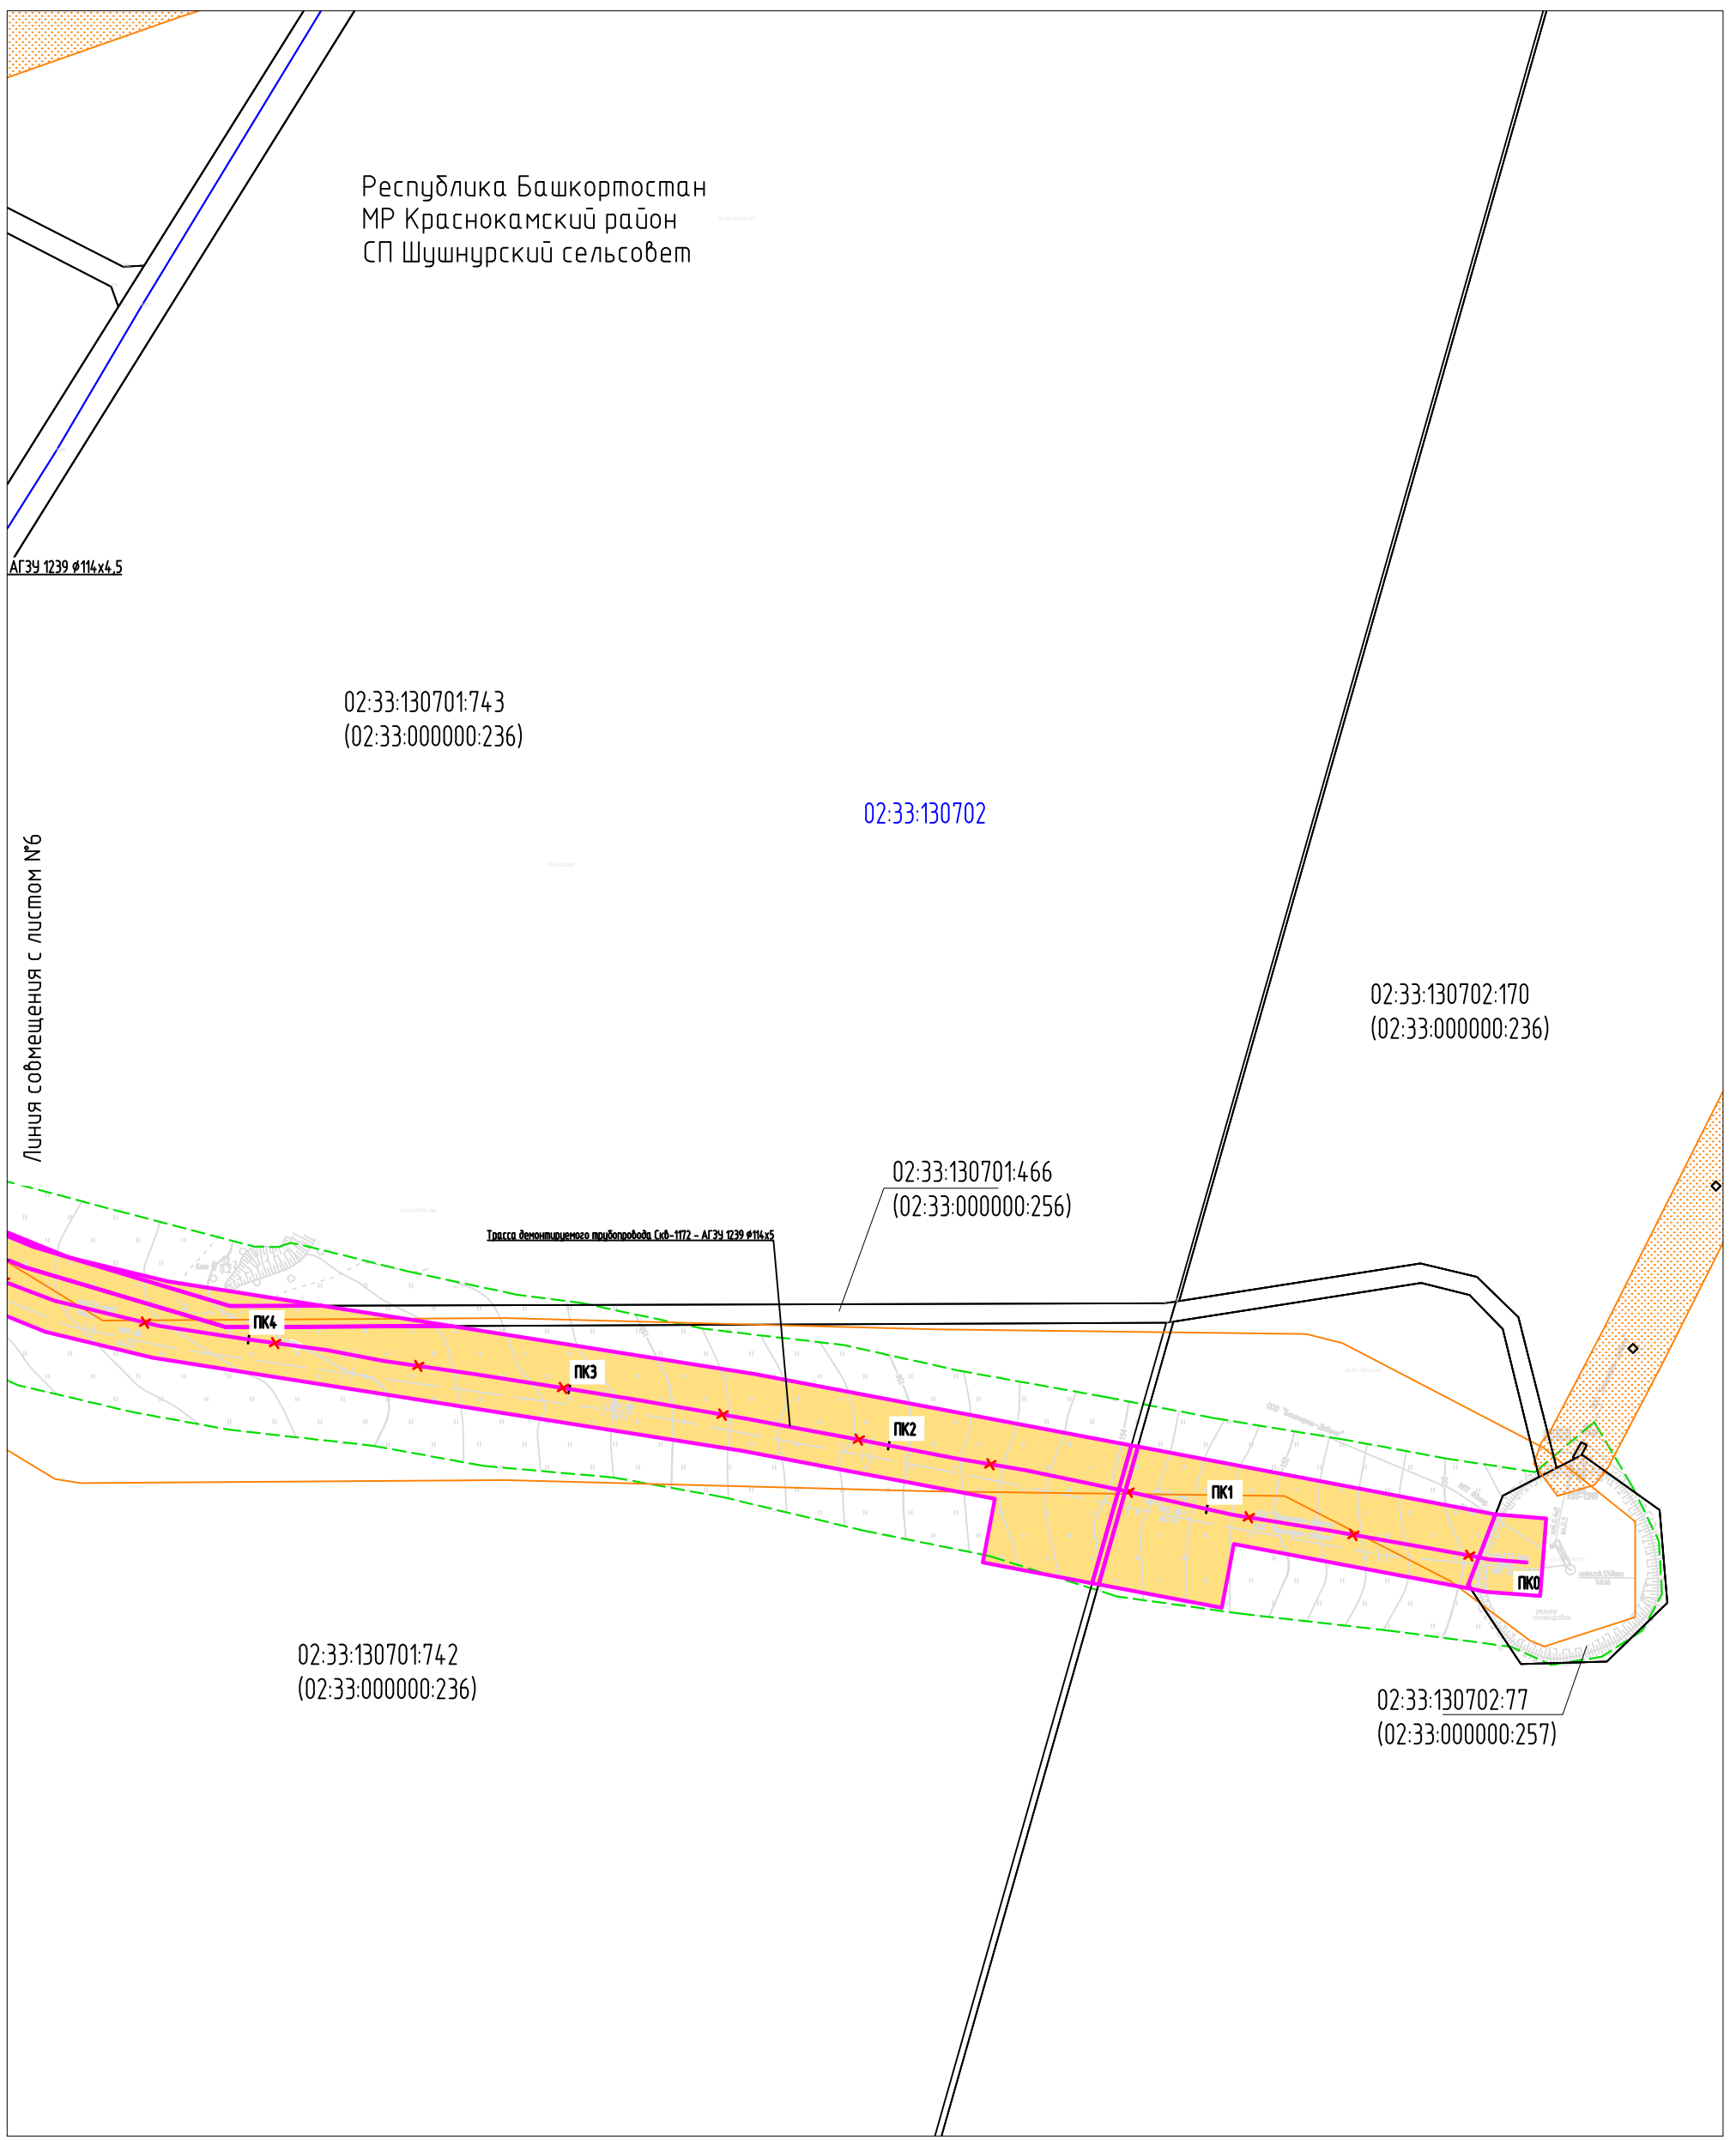 Республика Башкортостан
МР Краснокамский район
СП Шушнурский сельсовет
АГЗУ 1239 Ø114х4,5
02:33:130701:743
(02:33:000000:236)
02:33:130702
Линия совмещения с листом №6
02:33:130702:170
(02:33:000000:236)
02:33:130701:466
(02:33:000000:256)
Трасса демонтируемого трубопровода Скв-1172 - АГЗУ 1239 Ø114х5
ПК4
ПК3
ПК2
ПК1
ПК0
02:33:130701:742
(02:33:000000:236)
02:33:130702:77
(02:33:000000:257)